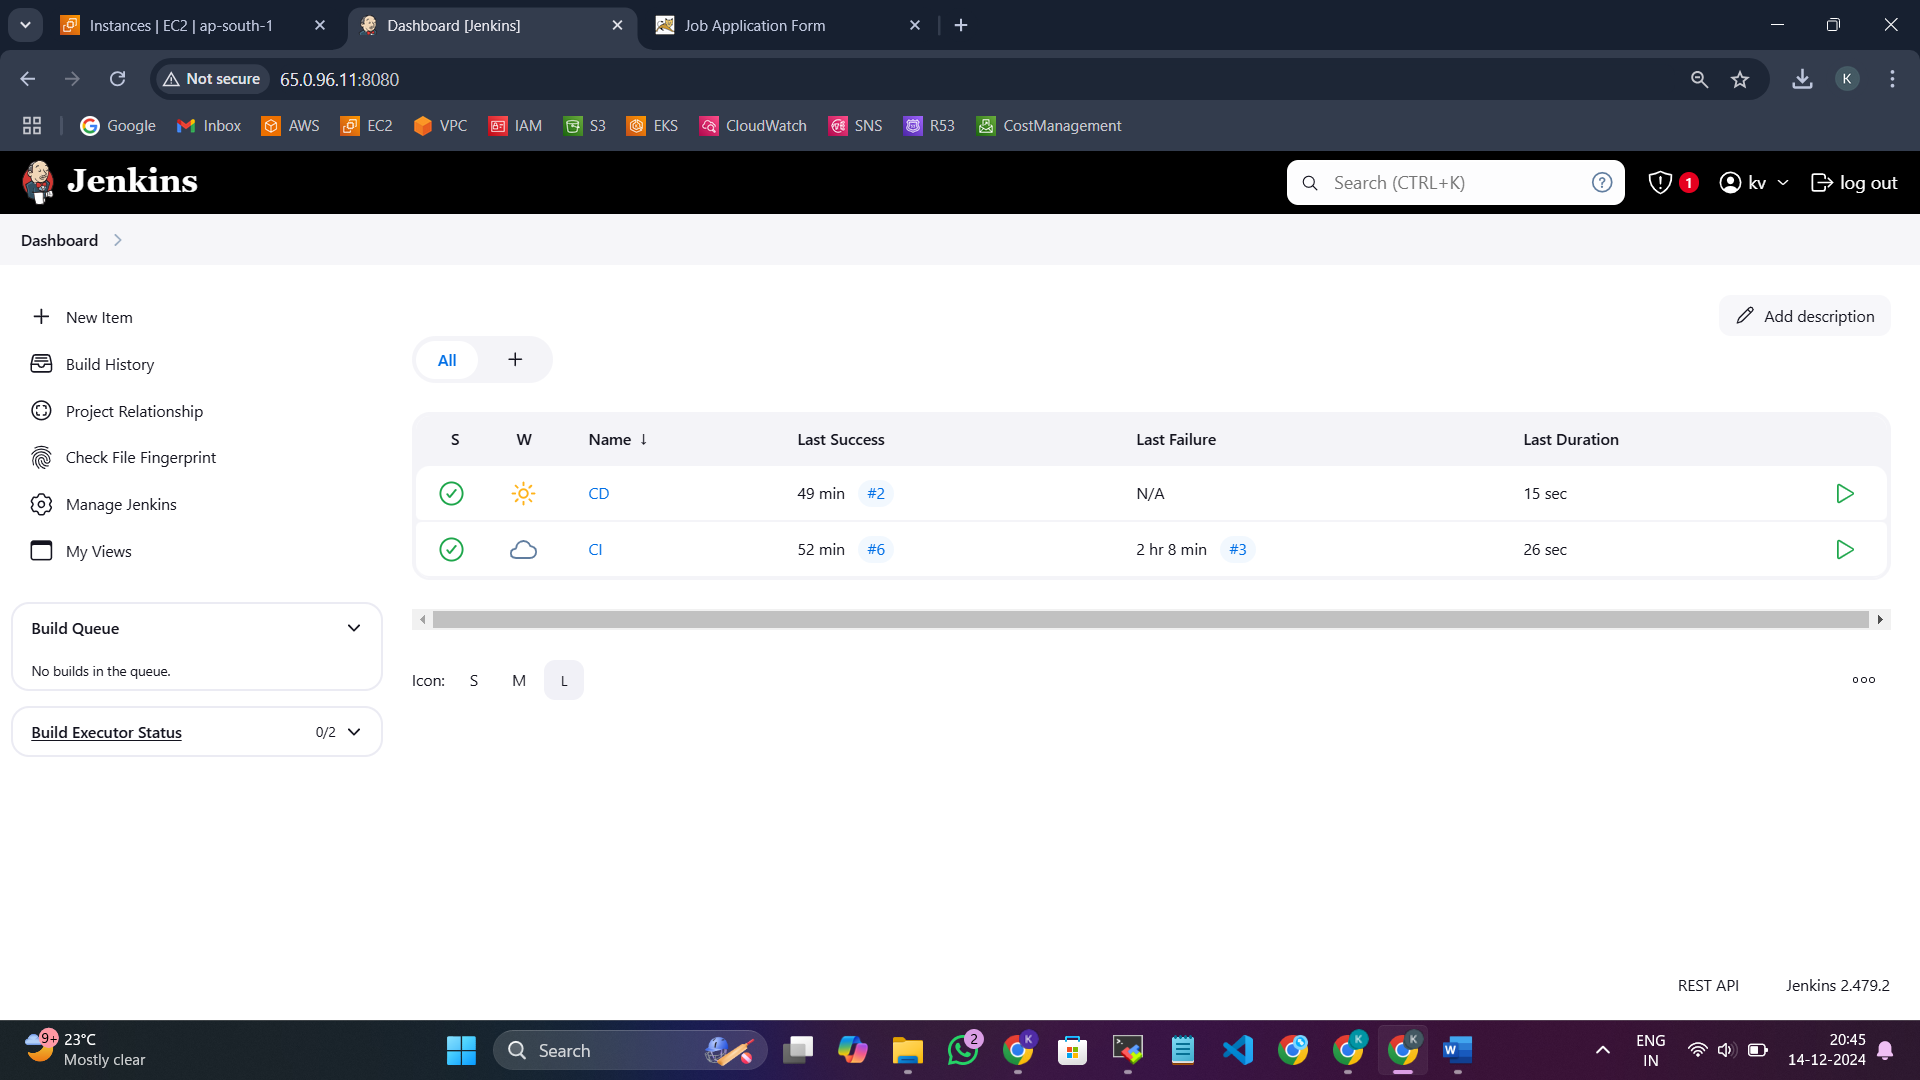 Instances | EC2 | ap-south-1
Dashboard [Jenkins]
Job Application Form
Not secure
65.0.96.11:8080
K
Google
Inbox
AWS
EC2
VPC
IAM
S3
EKS
CloudWatch
SNS
R53
CostManagement
Jenkins
Search (CTRL+K)
?
1
kv
log out
Dashboard
New Item
Build History
Project Relationship
Check File Fingerprint
Manage Jenkins
My Views
Build Queue
No builds in the queue.
Build Executor Status 0/2
Add description
All +
S W Name ↓ Last Success Last Failure Last Duration
CD 49 min #2 N/A 15 sec
CI 52 min #6 2 hr 8 min #3 26 sec
Icon: S M L
REST API
Jenkins 2.479.2
9+
23°C
Mostly clear
Search
2
K
K
K
W
ENG
IN
20:45
14-12-2024